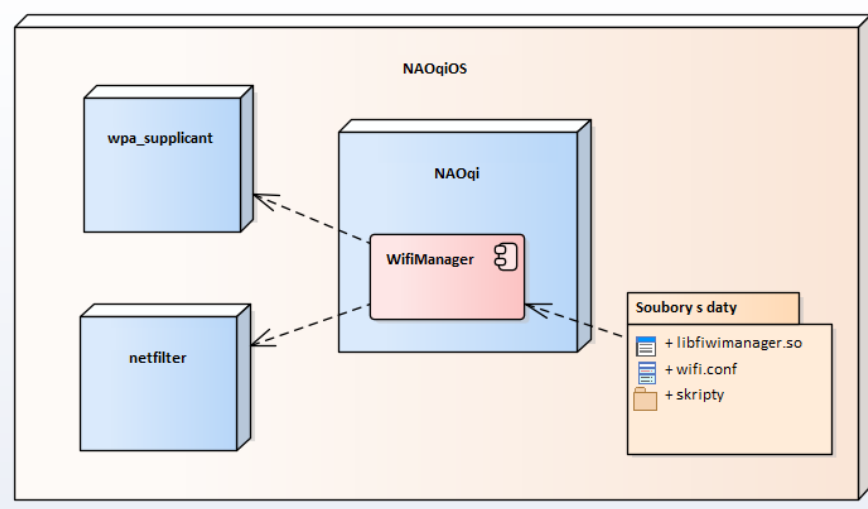 NAOqiOS
wpa_supplicant
NAOqi
WifiManager
netfilter
Soubory s daty
+ libfiwimanager.so
+ wifi.conf
+ skripty